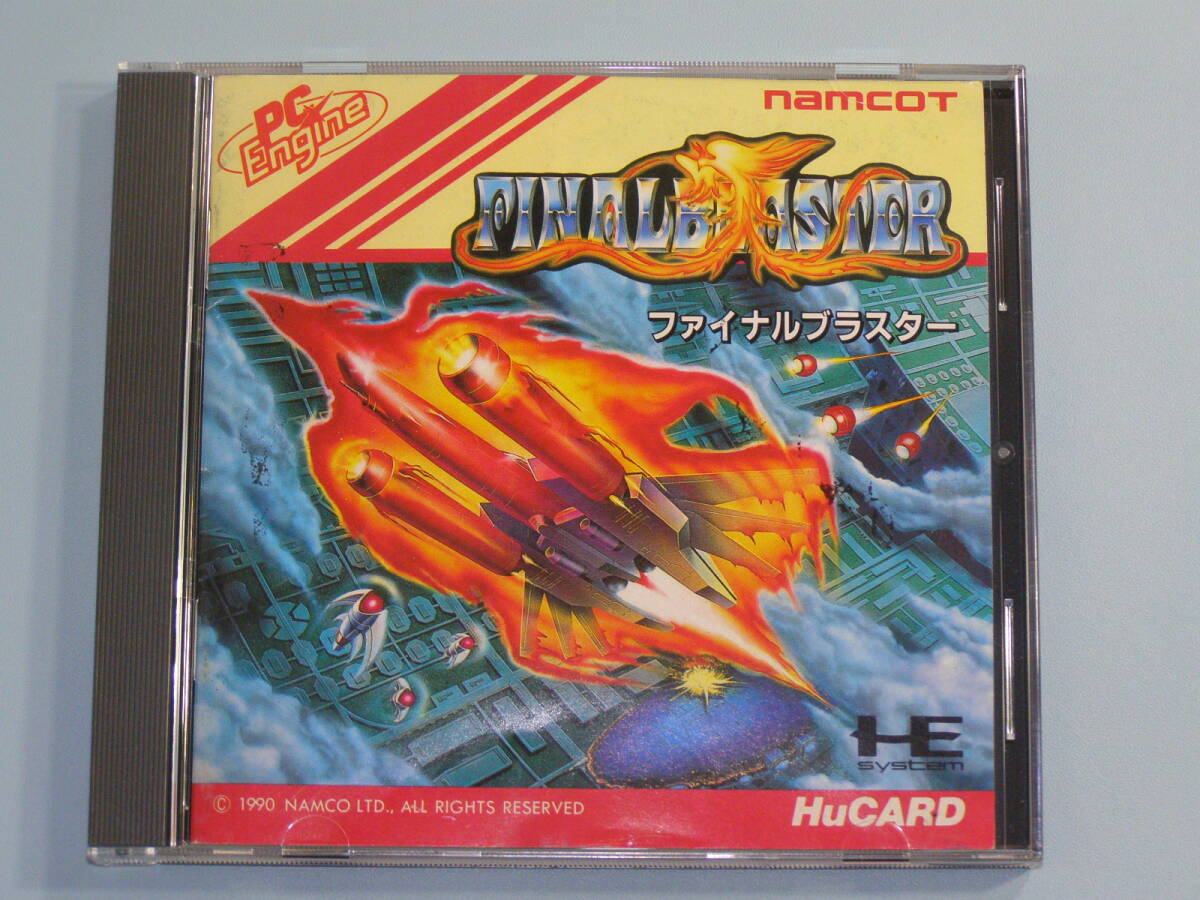 PC Engine
namcot
FINAL BLASTER
ファイナルブラスター
HE
system
© 1990 NAMCO LTD., ALL RIGHTS RESERVED
HuCARD